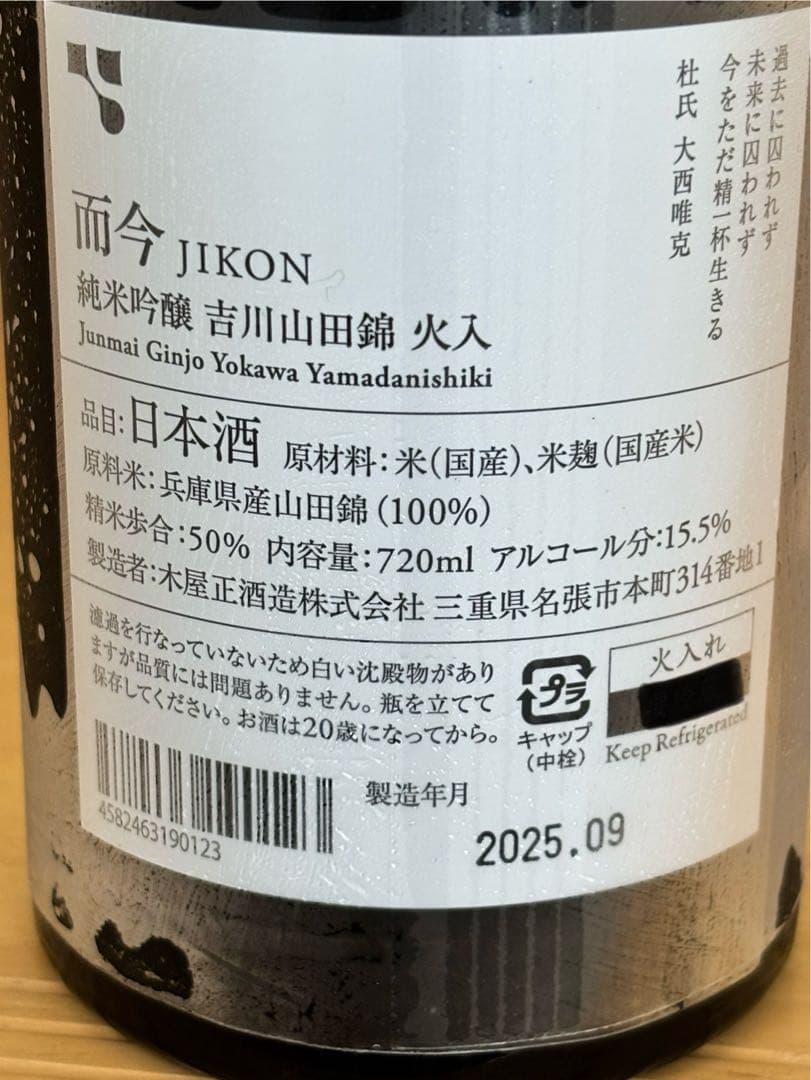 過去に囚われず
未来に囚われず
今をただ精一杯生きる
杜氏 大西唯克
而今 JIKON
純米吟醸 吉川山田錦 火入
Junmai Ginjo Yokawa Yamadanishiki
品目:日本酒 原材料:米(国産)、米麹(国産米)
原料米:兵庫県産山田錦(100%)
精米歩合:50% 内容量:720ml アルコール分:15.5%
製造者:木屋正酒造株式会社 三重県名張市本町314番地1
濾過を行なっていないため白い沈殿物があり
ますが品質には問題ありません。瓶を立てて
保存してください。お酒は20歳になってから。
プラ
キャップ
(中栓)
火入れ
Keep Refrigerated
4582463190123
製造年月
2025.09